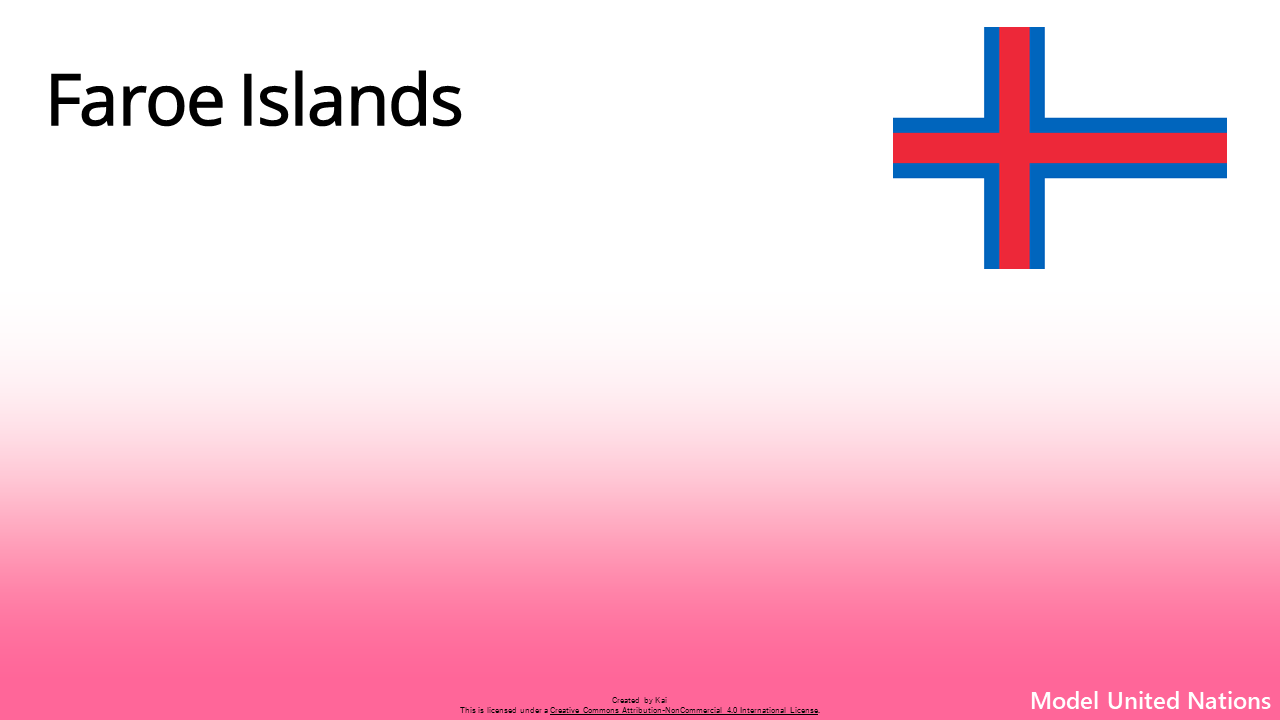 Faroe Islands
Created by Kai
This is licensed under a Creative Commons Attribution-NonCommercial 4.0 International License.
Model United Nations